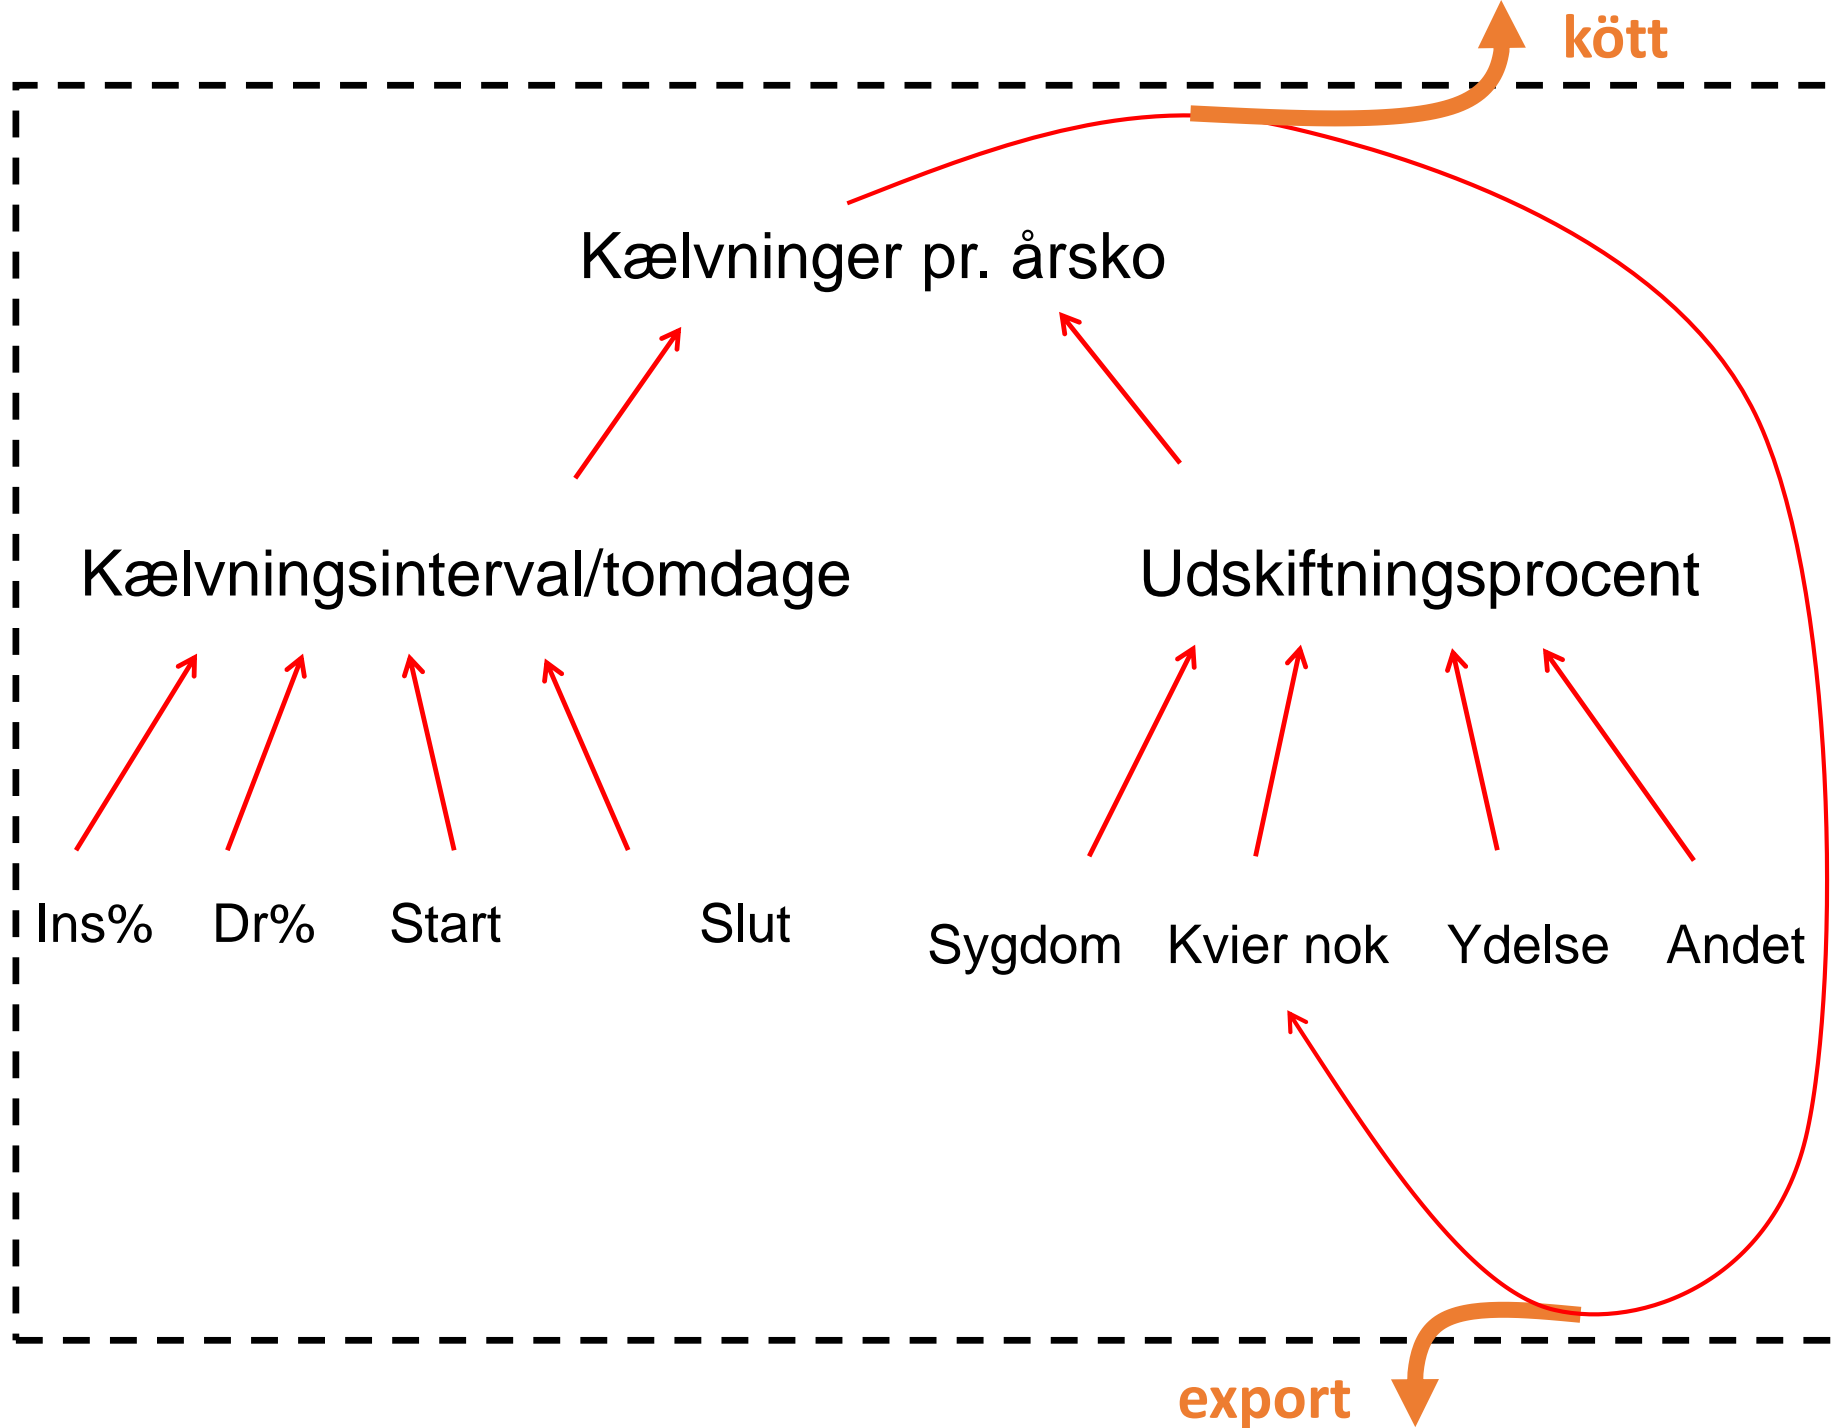 kött
Kælvninger pr. årsko
Kælvningsinterval/tomdage
Udskiftningsprocent
Ins%
Dr%
Start
Slut
Sygdom
Kvier nok
Ydelse
Andet
export